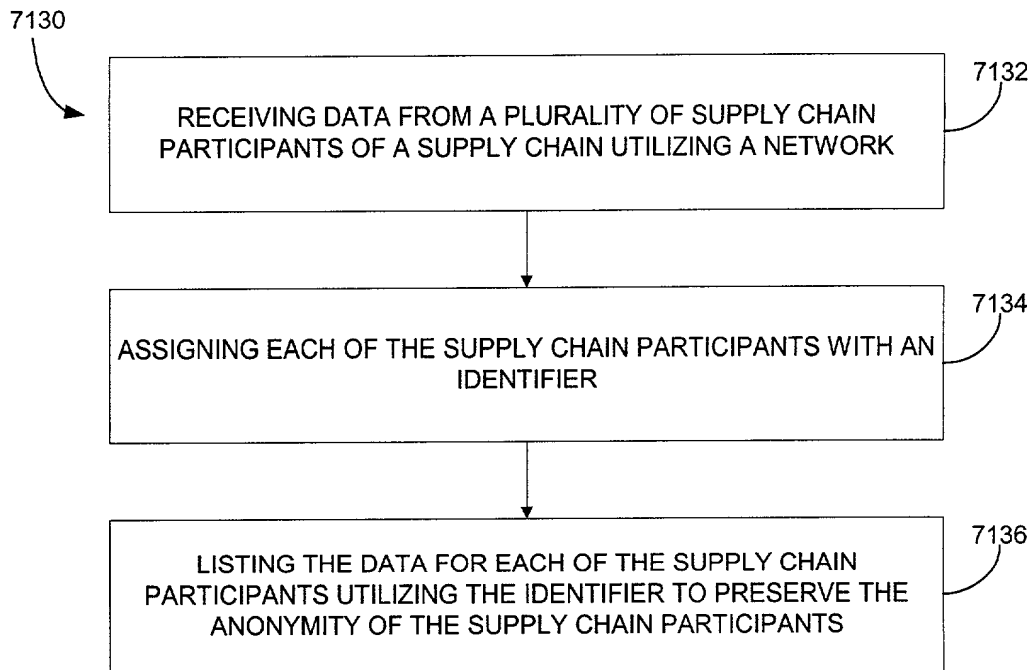 7130
7132
RECEIVING DATA FROM A PLURALITY OF SUPPLY CHAIN
PARTICIPANTS OF A SUPPLY CHAIN UTILIZING A NETWORK
7134
ASSIGNING EACH OF THE SUPPLY CHAIN PARTICIPANTS WITH AN
IDENTIFIER
7136
LISTING THE DATA FOR EACH OF THE SUPPLY CHAIN
PARTICIPANTS UTILIZING THE IDENTIFIER TO PRESERVE THE
ANONYMITY OF THE SUPPLY CHAIN PARTICIPANTS